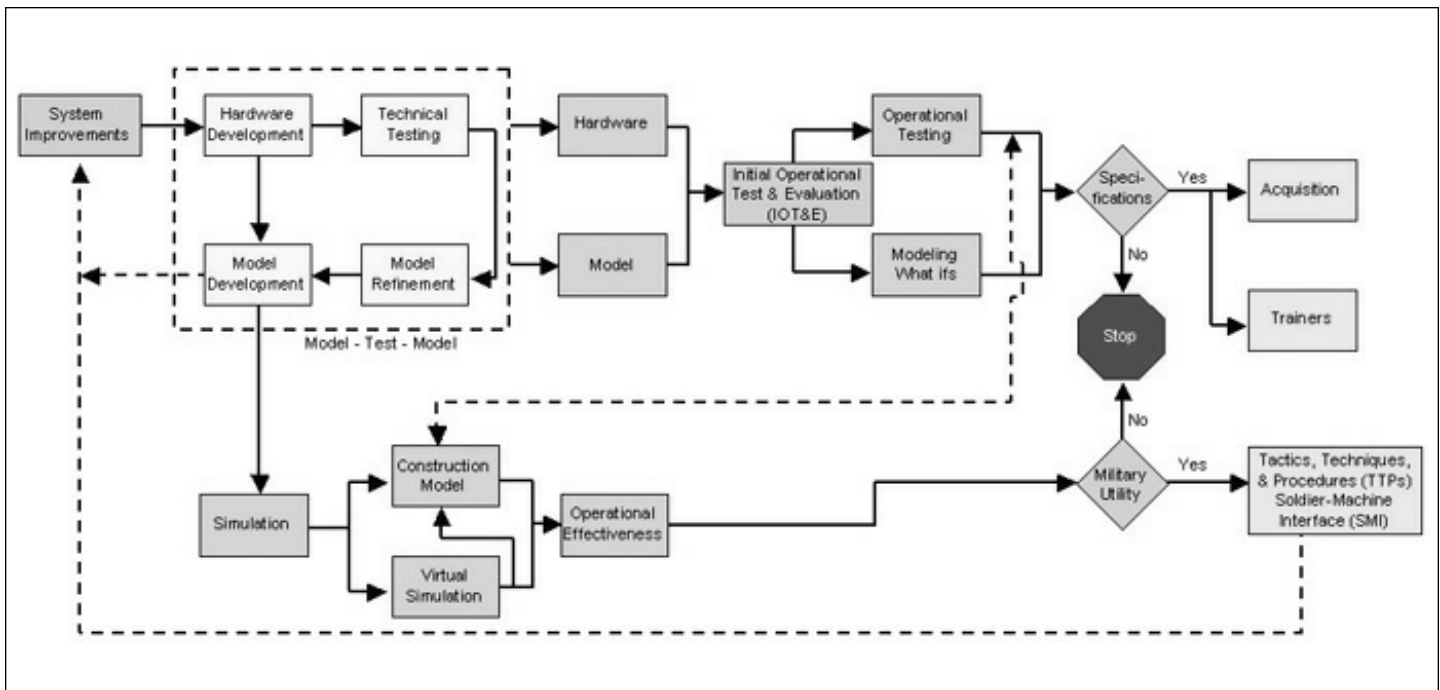 System
Improvements
Hardware
Development
Technical
Testing
Hardware
Operational
Testing
Initial Operational
Test & Evaluation
(IOT&E)
Speci-
fications
Yes
Acquisition
Model
Development
Model
Refinement
Model
Modeling
What ifs
No
Trainers
Model - Test - Model
Stop
No
Construction
Model
Simulation
Operational
Effectiveness
Virtual
Simulation
Military
Utility
Yes
Tactics, Techniques,
& Procedures (TTPs)
Soldier-Machine
Interface (SMI)